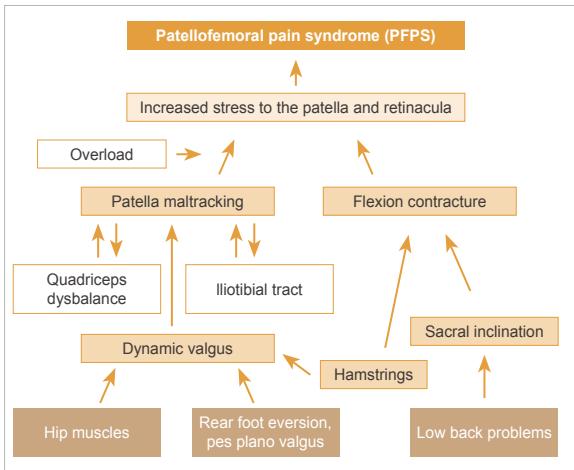 Patellofemoral pain syndrome (PFPS)
Increased stress to the patella and retinacula
Overload
Patella maltracking
Flexion contracture
Quadriceps
dysbalance
Iliotibial tract
Sacral inclination
Dynamic valgus
Hamstrings
Hip muscles
Rear foot eversion,
pes plano valgus
Low back problems